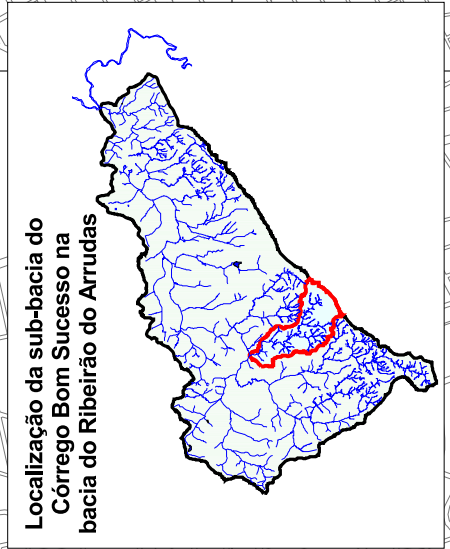 Localização da sub-bacia do
Córrego Bom Sucesso na
bacia do Ribeirão do Arrudas